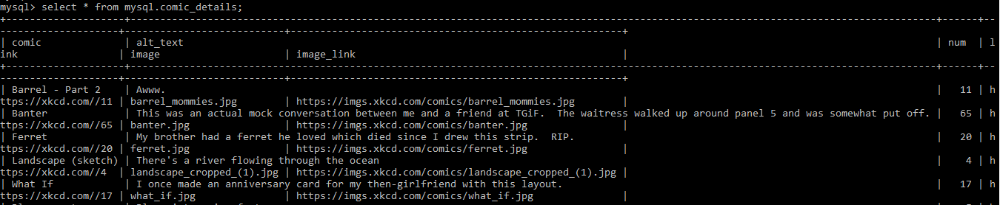 mysql> select * from mysql.comic_details;
| comic | alt_text | num | l
ink | image | image_link |
| Barrel - Part 2 | Awww. | 11 | h
ttps://xkcd.com//11 | barrel_mommies.jpg | https://imgs.xkcd.com/comics/barrel_mommies.jpg |
| Banter | This was an actual mock conversation between me and a friend at TGiF.  The waitress walked up around panel 5 and was somewhat put off. | 65 | h
ttps://xkcd.com//65 | banter.jpg | https://imgs.xkcd.com/comics/banter.jpg |
| Ferret | My brother had a ferret he loved which died since I drew this strip.  RIP. | 20 | h
ttps://xkcd.com//20 | ferret.jpg | https://imgs.xkcd.com/comics/ferret.jpg |
| Landscape (sketch) | There's a river flowing through the ocean | 4 | h
ttps://xkcd.com//4 | landscape_cropped_(1).jpg | https://imgs.xkcd.com/comics/landscape_cropped_(1).jpg |
| What If | I once made an anniversary card for my then-girlfriend with this layout. | 17 | h
ttps://xkcd.com//17 | what_if.jpg | https://imgs.xkcd.com/comics/what_if.jpg |